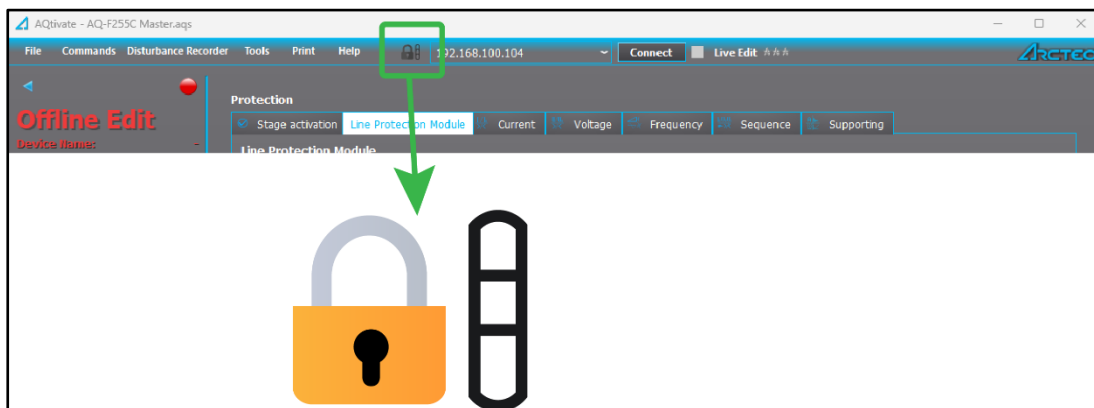 AQtivate - AQ-F255C Master.aqs
File Commands Disturbance Recorder Tools Print Help 192.168.100.104 Connect Live Edit: ARCTEQ
Protection
Offline Edit
Stage activation Line Protection Module Current Voltage Frequency Sequence Supporting
Device Name: -
Line Protection Module